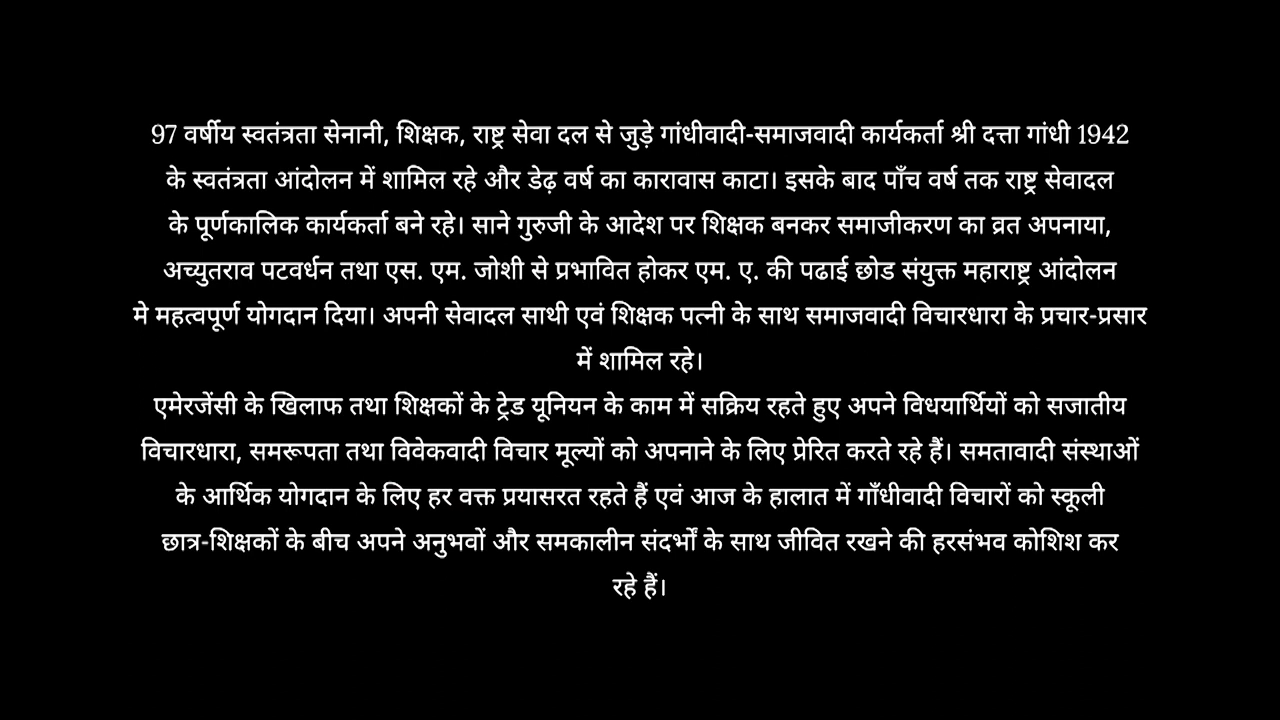 97 वर्षीय स्वतंत्रता सेनानी, शिक्षक, राष्ट्र सेवा दल से जुड़े गांधीवादी-समाजवादी कार्यकर्ता श्री दत्ता गांधी 1942
के स्वतंत्रता आंदोलन में शामिल रहे और डेढ़ वर्ष का कारावास काटा। इसके बाद पाँच वर्ष तक राष्ट्र सेवादल
के पूर्णकालिक कार्यकर्ता बने रहे। साने गुरुजी के आदेश पर शिक्षक बनकर समाजीकरण का व्रत अपनाया,
अच्युतराव पटवर्धन तथा एस. एम. जोशी से प्रभावित होकर एम. ए. की पढाई छोड संयुक्त महाराष्ट्र आंदोलन
मे महत्वपूर्ण योगदान दिया। अपनी सेवादल साथी एवं शिक्षक पत्नी के साथ समाजवादी विचारधारा के प्रचार-प्रसार
में शामिल रहे।
एमेरजेंसी के खिलाफ तथा शिक्षकों के ट्रेड यूनियन के काम में सक्रिय रहते हुए अपने विधयार्थियों को सजातीय
विचारधारा, समरूपता तथा विवेकवादी विचार मूल्यों को अपनाने के लिए प्रेरित करते रहे हैं। समतावादी संस्थाओं
के आर्थिक योगदान के लिए हर वक्त प्रयासरत रहते हैं एवं आज के हालात में गाँधीवादी विचारों को स्कूली
छात्र-शिक्षकों के बीच अपने अनुभवों और समकालीन संदर्भों के साथ जीवित रखने की हरसंभव कोशिश कर
रहे हैं।